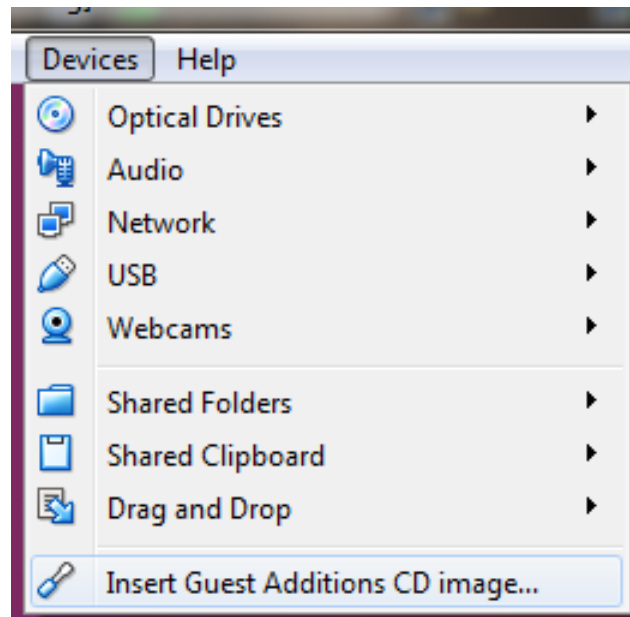 Devices Help
Optical Drives
Audio
Network
USB
Webcams
Shared Folders
Shared Clipboard
Drag and Drop
Insert Guest Additions CD image...